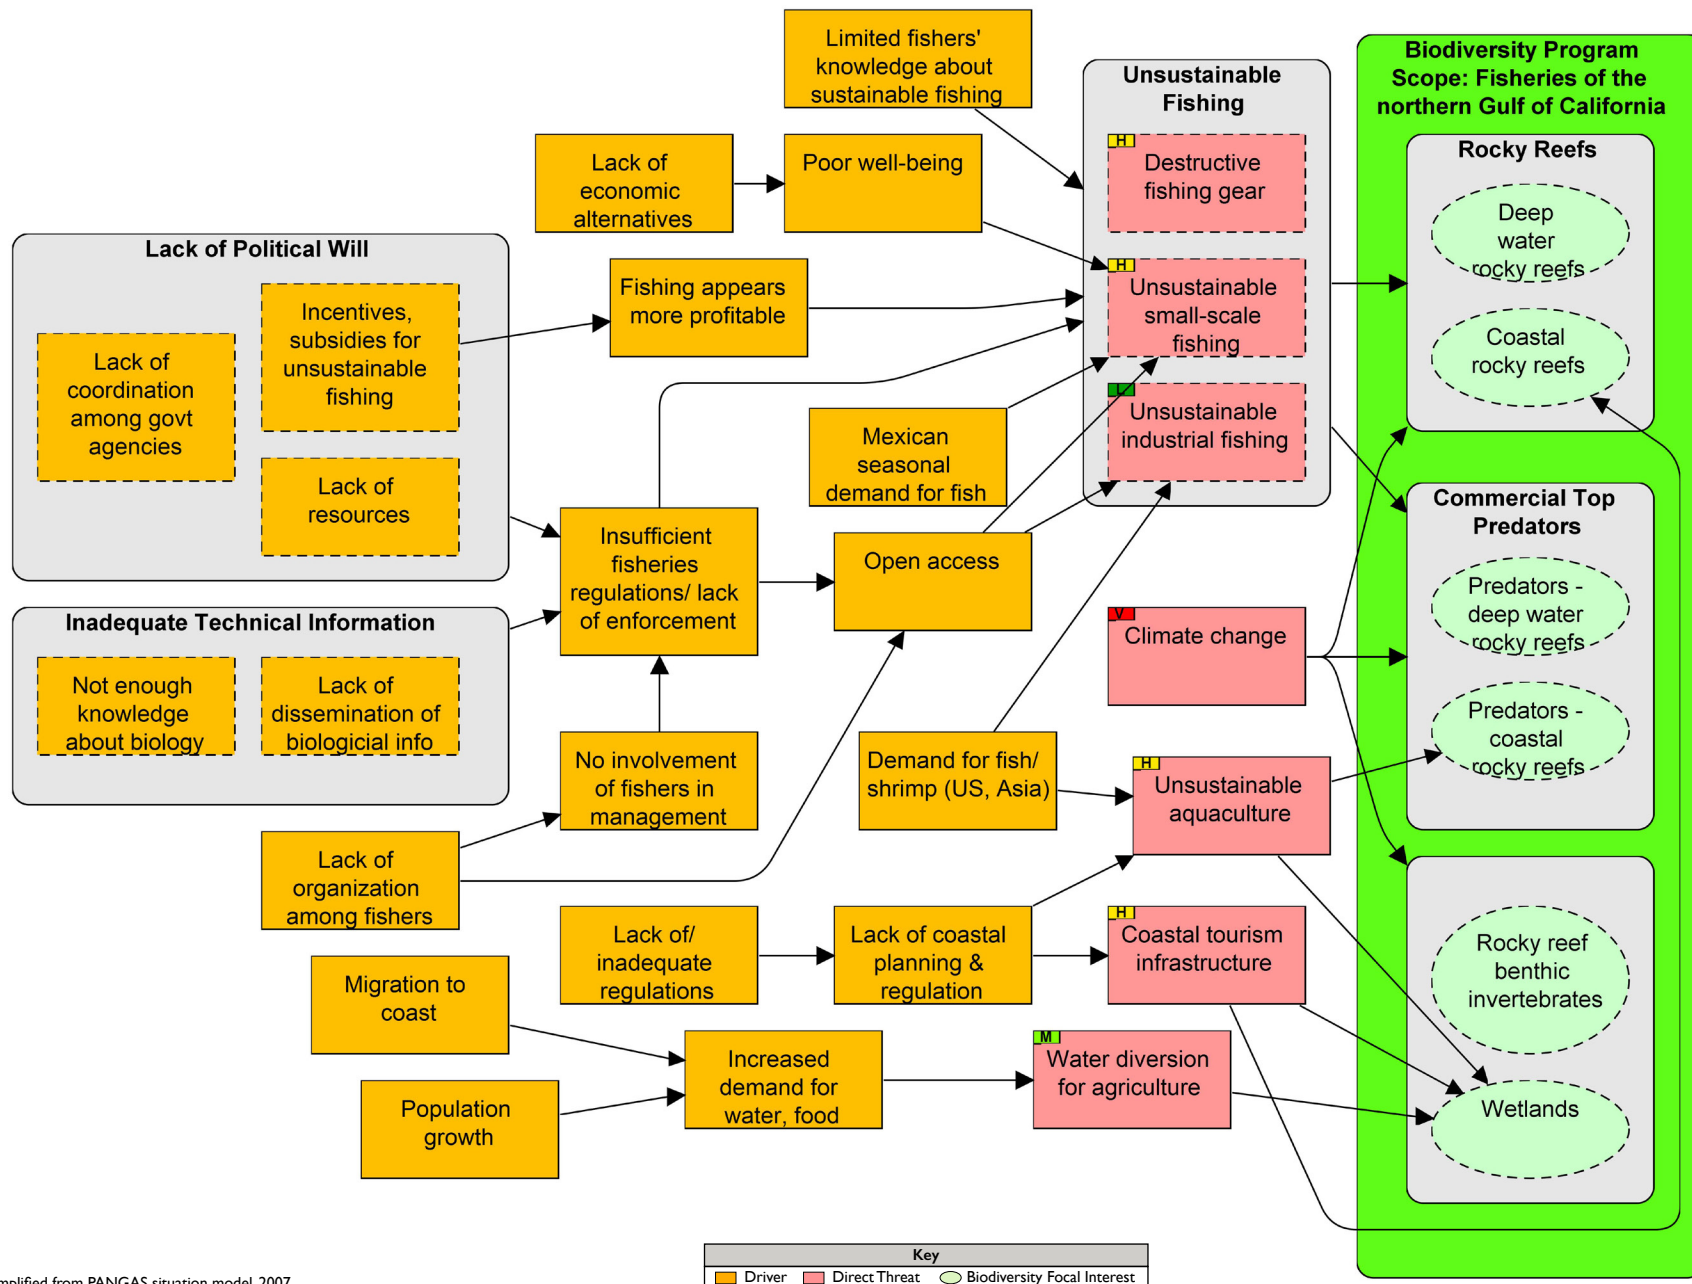 Limited fishers'
knowledge about
sustainable fishing
Lack of
economic
alternatives
Poor well-being
Lack of Political Will
Lack of
coordination
among govt
agencies
Incentives,
subsidies for
unsustainable
fishing
Lack of
resources
Fishing appears
more profitable
Mexican
seasonal
demand for fish
Insufficient
fisheries
regulations/ lack
of enforcement
Open access
Inadequate Technical Information
Not enough
knowledge
about biology
Lack of
dissemination of
biologicial info
No involvement
of fishers in
management
Demand for fish/
shrimp (US, Asia)
Lack of
organization
among fishers
Lack of/
inadequate
regulations
Lack of coastal
planning &
regulation
Migration to
coast
Population
growth
Increased
demand for
water, food
Unsustainable
Fishing
H
Destructive
fishing gear
H
Unsustainable
small-scale
fishing
L
Unsustainable
industrial fishing
V
Climate change
H
Unsustainable
aquaculture
H
Coastal tourism
infrastructure
M
Water diversion
for agriculture
Biodiversity Program
Scope: Fisheries of the
northern Gulf of California
Rocky Reefs
Deep
water
rocky reefs
Coastal
rocky reefs
Commercial Top
Predators
Predators -
deep water
rocky reefs
Predators -
coastal
rocky reefs
Rocky reef
benthic
invertebrates
Wetlands
Key
Driver
Direct Threat
Biodiversity Focal Interest
from PANGAS situation model, 2007